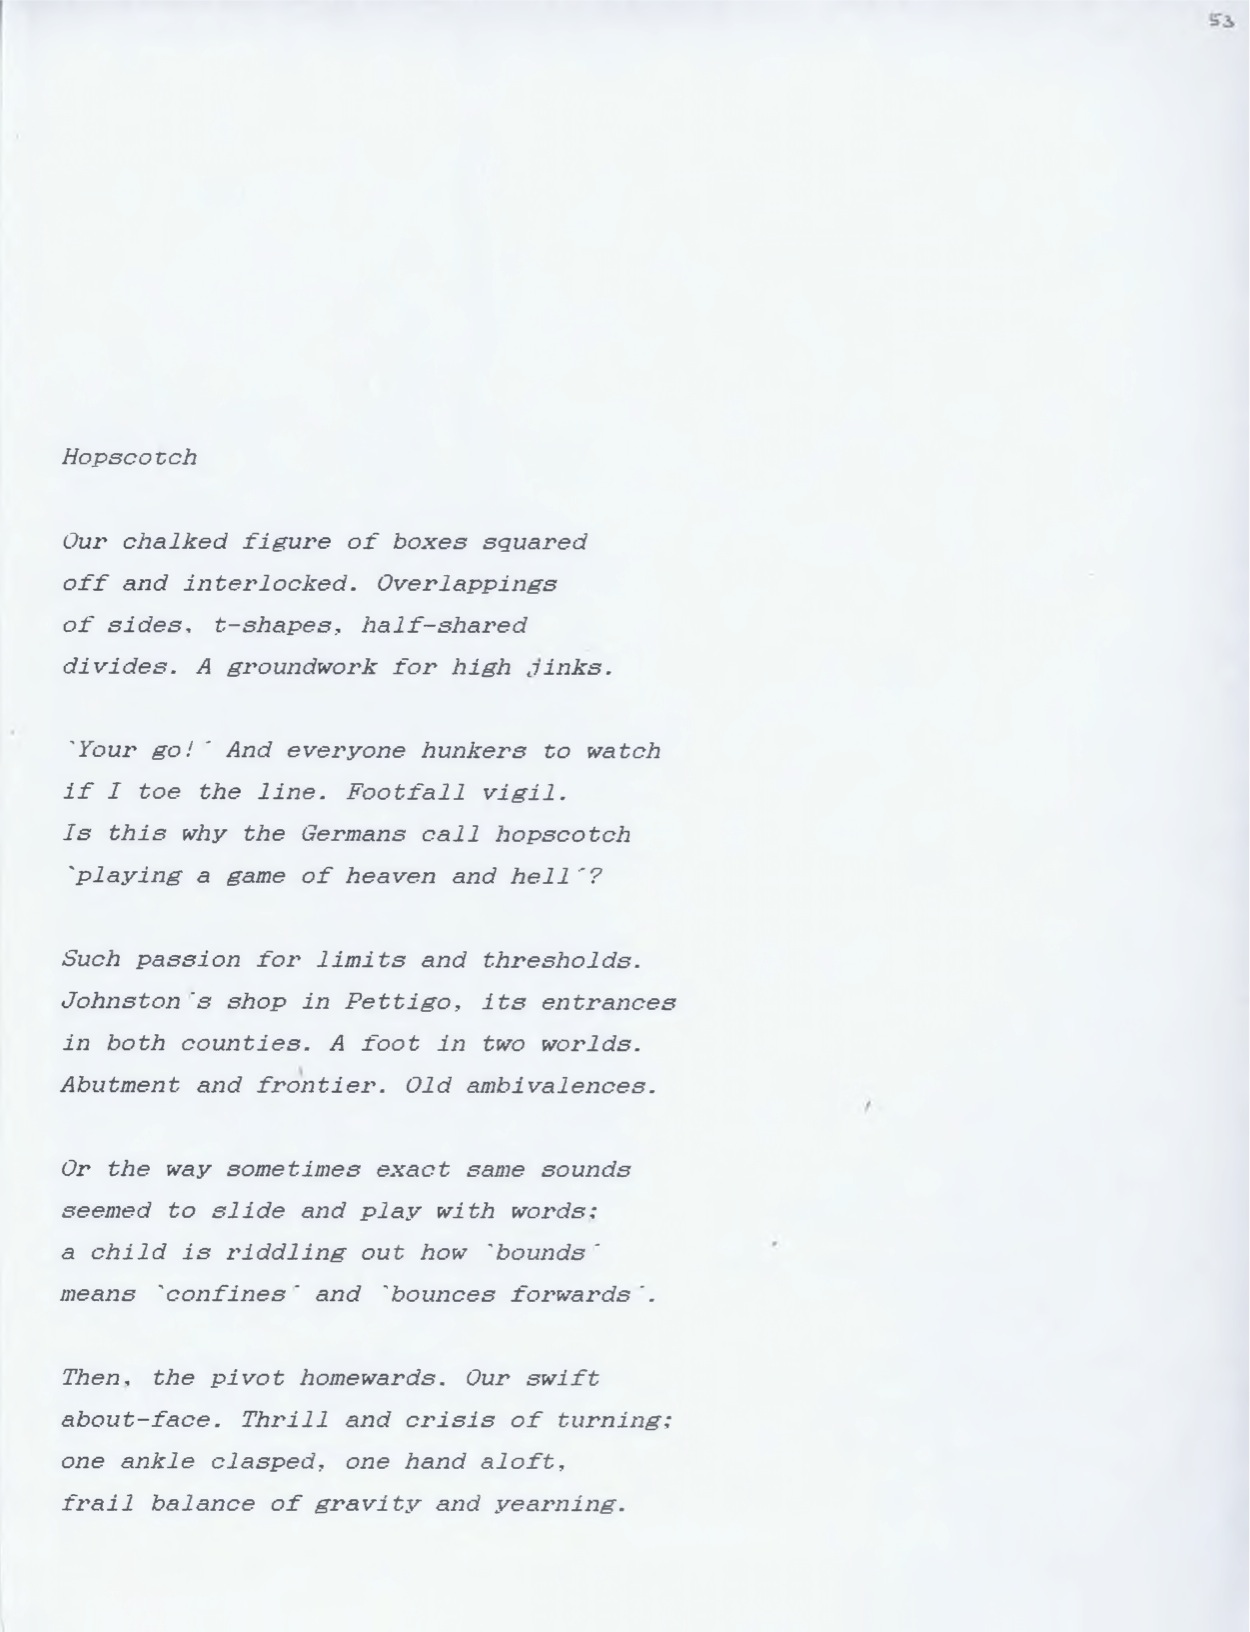 53
Hopscotch
Our chalked figure of boxes squared
off and interlocked. Overlappings
of sides, t-shapes, half-shared
divides. A groundwork for high jinks.
`Your go!´ And everyone hunkers to watch
if I toe the line. Footfall vigil.
Is this why the Germans call hopscotch
`playing a game of heaven and hell´?
Such passion for limits and thresholds.
Johnston´s shop in Pettigo, its entrances
in both counties. A foot in two worlds.
Abutment and frontier. Old ambivalences.
Or the way sometimes exact same sounds
seemed to slide and play with words;
a child is riddling out how `bounds´
means `confines´ and `bounces forwards´.
Then, the pivot homewards. Our swift
about-face. Thrill and crisis of turning;
one ankle clasped, one hand aloft,
frail balance of gravity and yearning.